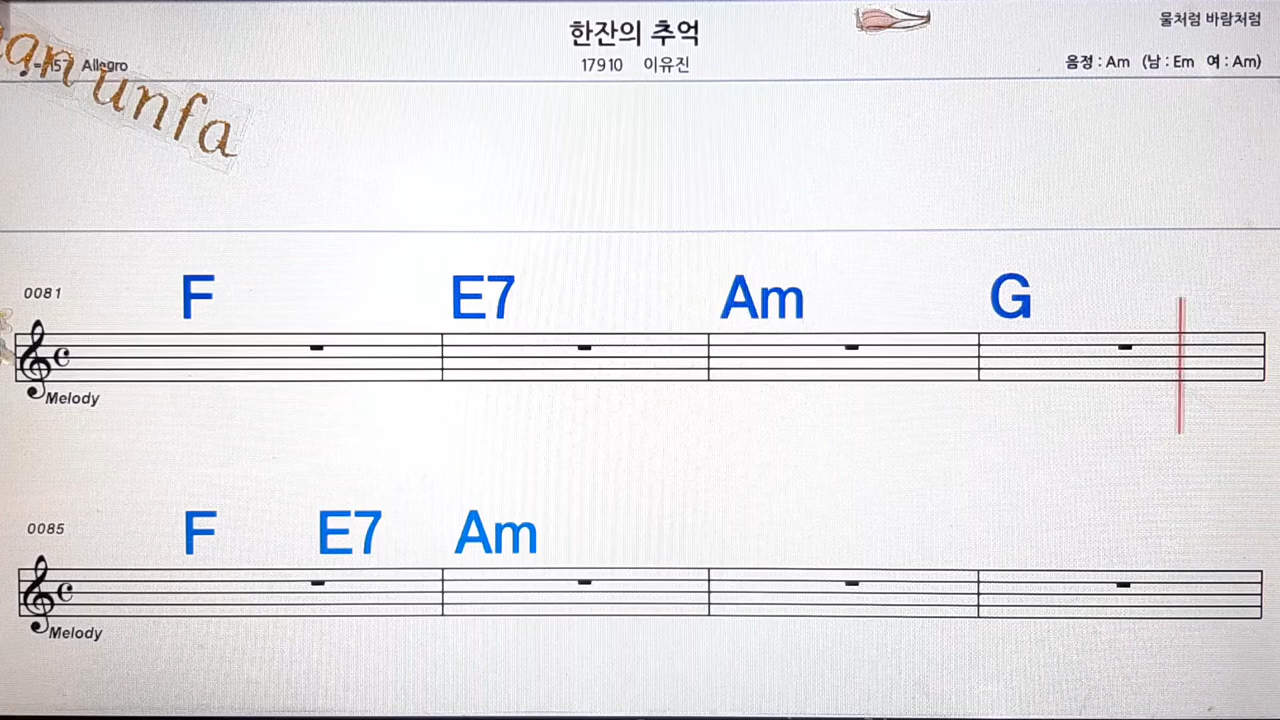 한잔의 추억
물처럼 바람처럼
17910 이유진
음정 : Am (남 : Em 여 : Am)
Allegro
unfa
0081
F E7 Am G
Melody
0085
F E7 Am
Melody